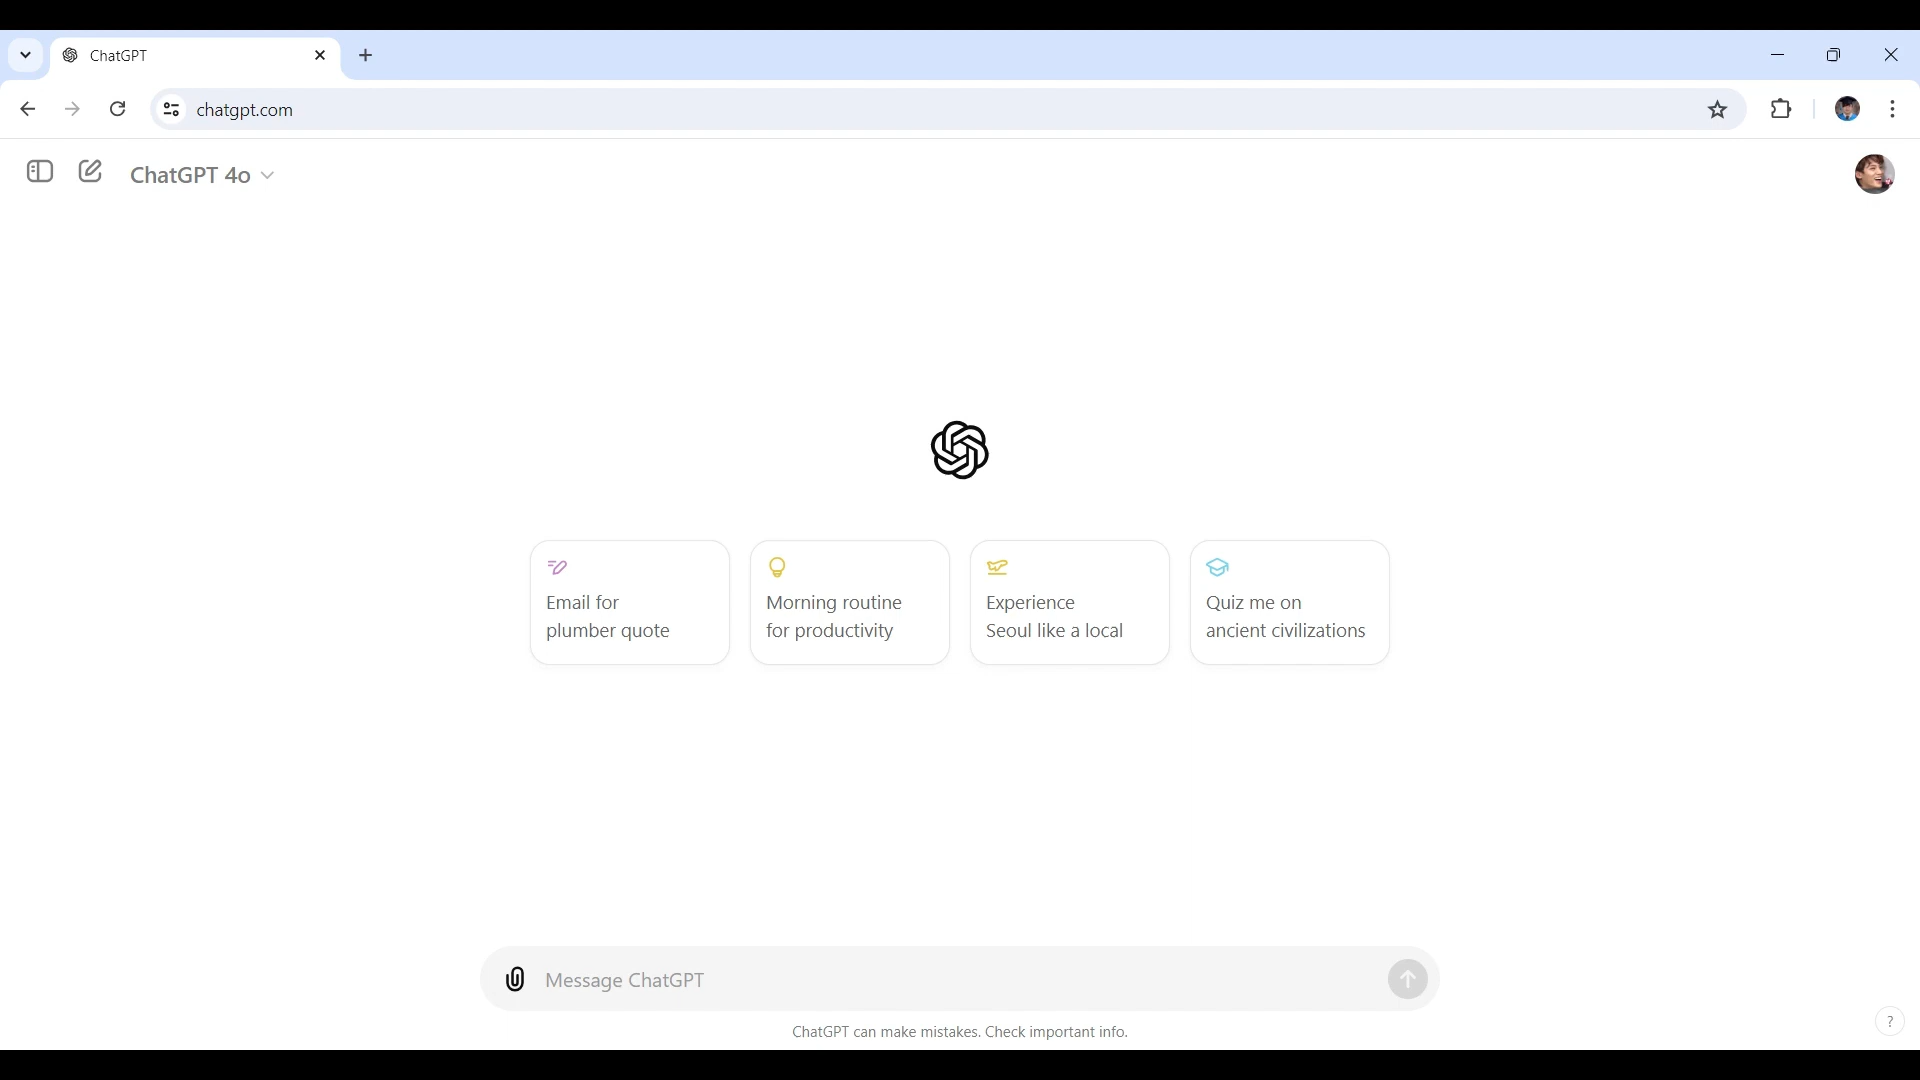 ChatGPT
chatgpt.com
ChatGPT 4o
Email for
plumber quote
Morning routine
for productivity
Experience
Seoul like a local
Quiz me on
ancient civilizations
Message ChatGPT
ChatGPT can make mistakes. Check important info.
?